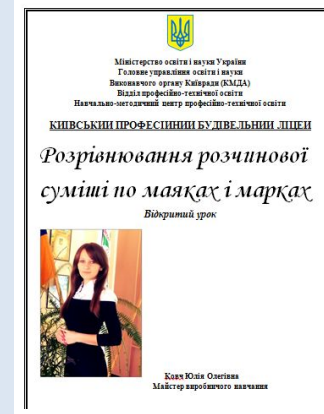 Міністерство освіти і науки України
Головне управління освіти і науки
Виконавчого органу Київради (КМДА)
Відділ професійно-технічної освіти
Навчально-методичний центр професійно-технічної освіти
КИЇВСЬКИЙ ПРОФЕСІЙНИЙ БУДІВЕЛЬНИЙ ЛІЦЕЙ
Розрівнювання розчинової
суміші по маяках і марках
Відкритий урок
Ковч Юлія Олегівна
Майстер виробничого навчання